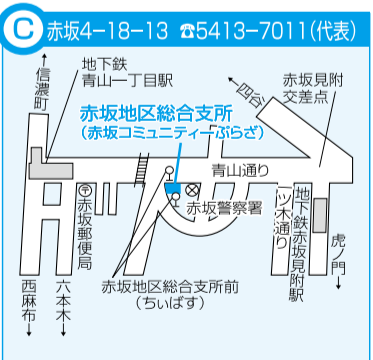 C 赤坂4−18−13 ☎5413−7011(代表)
地下鉄
青山一丁目駅
↑信濃町
↖四谷
赤坂見附
交差点
赤坂地区総合支所
(赤坂コミュニティーぷらざ)
青山通り
〒赤坂郵便局
赤坂警察署
一ツ木通り
地下鉄赤坂見附駅
虎ノ門↓
赤坂地区総合支所前
(ちぃばす)
西麻布↓
六本木↓